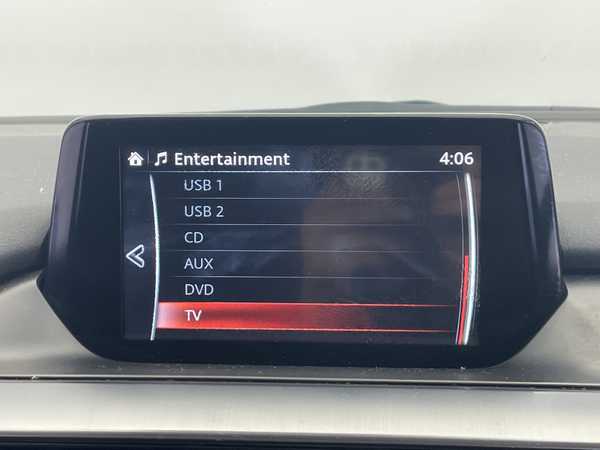 Entertainment 4:06
USB 1
USB 2
CD
AUX
DVD
TV